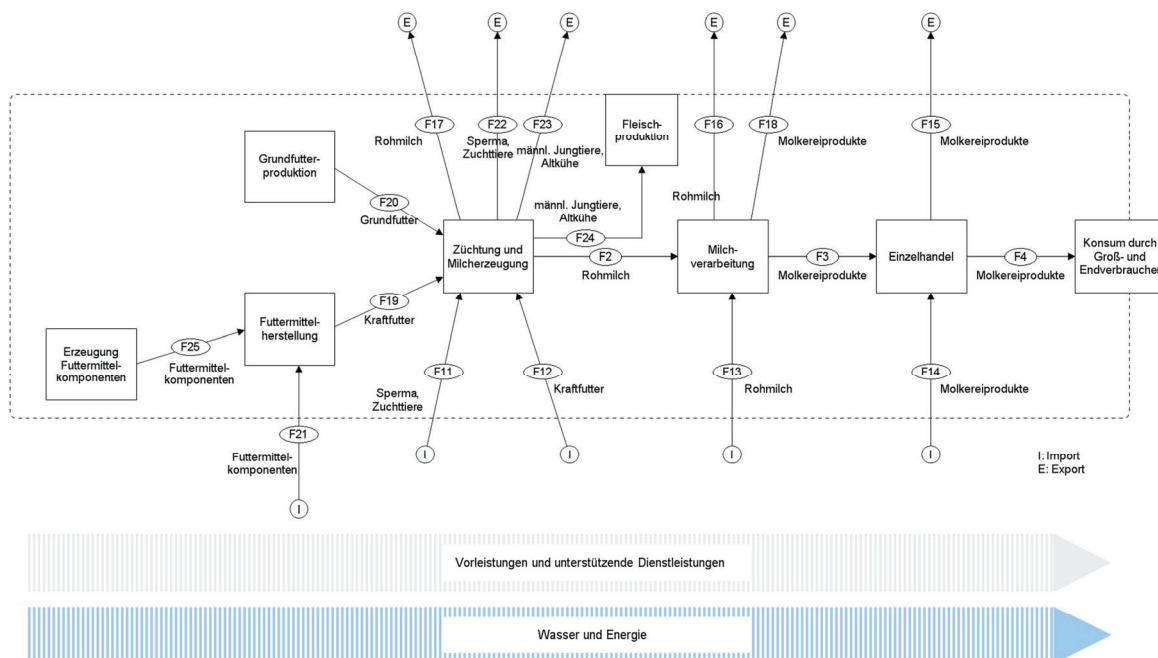 E
E
E
E
E
E
F17
F22
F23
F16
F18
F15
Rohmilch
Sperma,
Zuchttiere
männl. Jungtiere,
Altkühe
Fleisch-
produktion
Molkereiprodukte
Molkereiprodukte
Grundfutter-
produktion
F20
Grundfutter
männl. Jungtiere,
Altkühe
F24
Rohmilch
Züchtung und
Milcherzeugung
F2
Rohmilch
Milch-
verarbeitung
F3
Molkereiprodukte
Einzelhandel
F4
Molkereiprodukte
Konsum durch
Groß- und
Endverbraucher
F19
Kraftfutter
Futtermittel-
herstellung
Erzeugung
Futtermittel-
komponenten
F25
Futtermittel-
komponenten
F11
Sperma,
Zuchttiere
F12
Kraftfutter
F13
Rohmilch
F14
Molkereiprodukte
F21
Futtermittel-
komponenten
I
I
I
I
I
I: Import
E: Export
Vorleistungen und unterstützende Dienstleistungen
Wasser und Energie